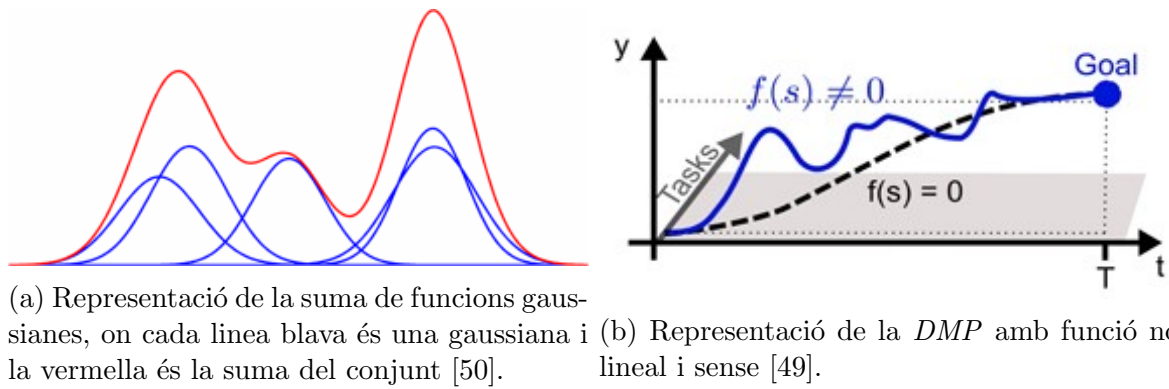 y
f(s) ≠ 0
Goal
Tasks
f(s) = 0
t
T
(a) Representació de la suma de funcions gaus-
sianes, on cada linea blava és una gaussiana i
la vermella és la suma del conjunt [50].
(b) Representació de la DMP amb funció no
lineal i sense [49].